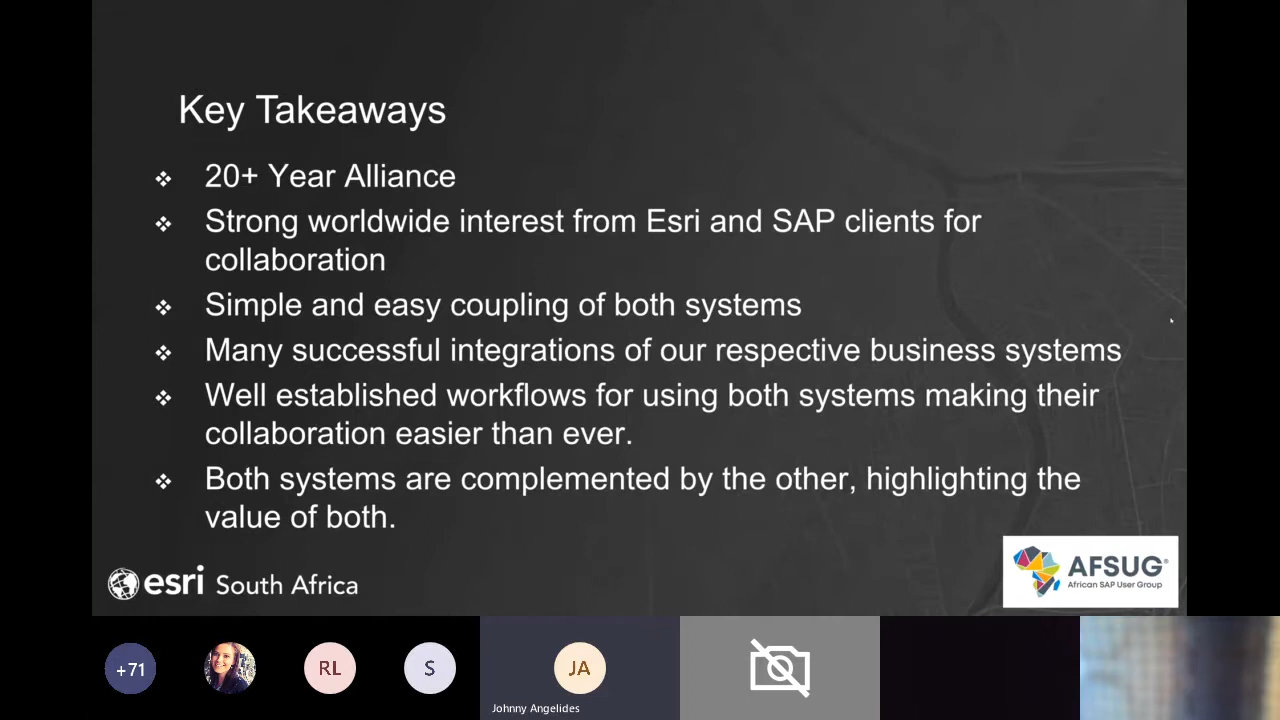 Key Takeaways
❖ 20+ Year Alliance
❖ Strong worldwide interest from Esri and SAP clients for
collaboration
❖ Simple and easy coupling of both systems
❖ Many successful integrations of our respective business systems
❖ Well established workflows for using both systems making their
collaboration easier than ever.
❖ Both systems are complemented by the other, highlighting the
value of both.
esri South Africa
AFSUG®
African SAP User Group
+71
RL
S
JA
Johnny Angelides